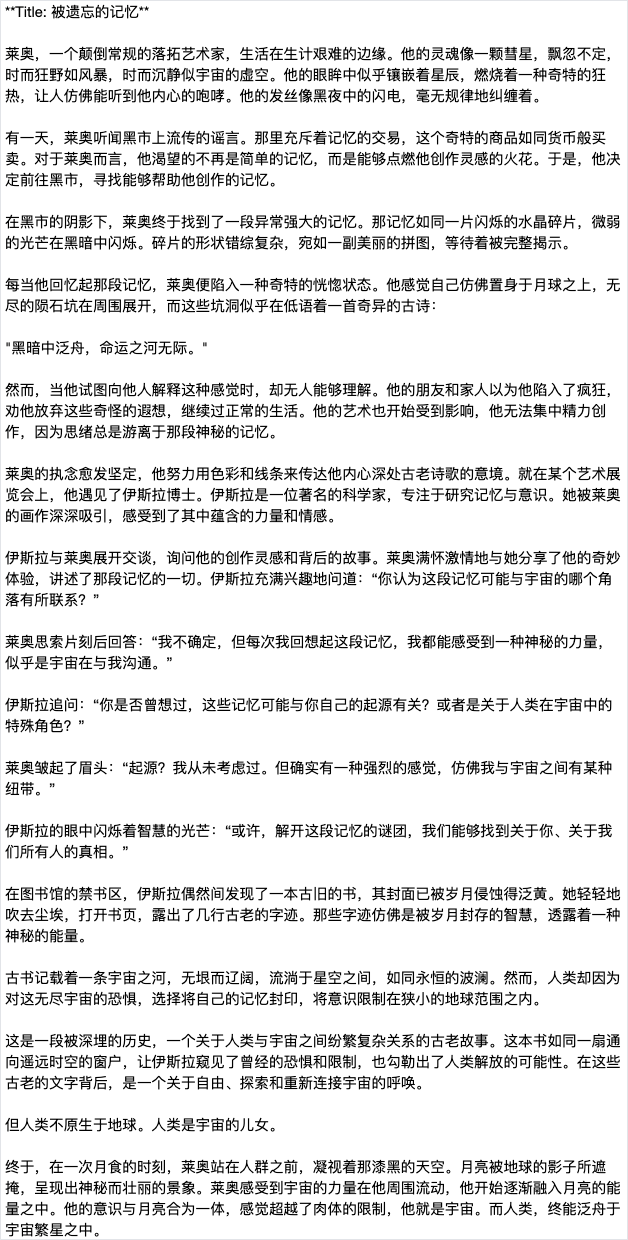 **Title: 被遗忘的记忆**
莱奥，一个颠倒常规的落拓艺术家，生活在生计艰难的边缘。他的灵魂像一颗彗星，飘忽不定，
时而狂野如风暴，时而沉静似宇宙的虚空。他的眼眸中似乎镶嵌着星辰，燃烧着一种奇特的狂
热，让人仿佛能听到他内心的咆哮。他的发丝像黑夜中的闪电，毫无规律地纠缠着。
有一天，莱奥听闻黑市上流传的谣言。那里充斥着记忆的交易，这个奇特的商品如同货币般买
卖。对于莱奥而言，他渴望的不再是简单的记忆，而是能够点燃他创作灵感的火花。于是，他决
定前往黑市，寻找能够帮助他创作的记忆。
在黑市的阴影下，莱奥终于找到了一段异常强大的记忆。那记忆如同一片闪烁的水晶碎片，微弱
的光芒在黑暗中闪烁。碎片的形状错综复杂，宛如一副美丽的拼图，等待着被完整揭示。
每当他回忆起那段记忆，莱奥便陷入一种奇特的恍惚状态。他感觉自己仿佛置身于月球之上，无
尽的陨石坑在周围展开，而这些坑洞似乎在低语着一首奇异的古诗：
"黑暗中泛舟，命运之河无际。"
然而，当他试图向他人解释这种感觉时，却无人能够理解。他的朋友和家人以为他陷入了疯狂，
劝他放弃这些奇怪的遐想，继续过正常的生活。他的艺术也开始受到影响，他无法集中精力创
作，因为思绪总是游离于那段神秘的记忆。
莱奥的执念愈发坚定，他努力用色彩和线条来传达他内心深处古老诗歌的意境。就在某个艺术展
览会上，他遇见了伊斯拉博士。伊斯拉是一位著名的科学家，专注于研究记忆与意识。她被莱奥
的画作深深吸引，感受到了其中蕴含的力量和情感。
伊斯拉与莱奥展开交谈，询问他的创作灵感和背后的故事。莱奥满怀激情地与她分享了他的奇妙
体验，讲述了那段记忆的一切。伊斯拉充满兴趣地问道：“你认为这段记忆可能与宇宙的哪个角
落有所联系？”
莱奥思索片刻后回答：“我不确定，但每次我回想起这段记忆，我都能感受到一种神秘的力量，
似乎是宇宙在与我沟通。”
伊斯拉追问：“你是否曾想过，这些记忆可能与你自己的起源有关？或者是关于人类在宇宙中的
特殊角色？”
莱奥皱起了眉头：“起源？我从未考虑过。但确实有一种强烈的感觉，仿佛我与宇宙之间有某种
纽带。”
伊斯拉的眼中闪烁着智慧的光芒：“或许，解开这段记忆的谜团，我们能够找到关于你、关于我
们所有人的真相。”
在图书馆的禁书区，伊斯拉偶然间发现了一本古旧的书，其封面已被岁月侵蚀得泛黄。她轻轻地
吹去尘埃，打开书页，露出了几行古老的字迹。那些字迹仿佛是被岁月封存的智慧，透露着一种
神秘的能量。
古书记载着一条宇宙之河，无垠而辽阔，流淌于星空之间，如同永恒的波澜。然而，人类却因为
对这无尽宇宙的恐惧，选择将自己的记忆封印，将意识限制在狭小的地球范围之内。
这是一段被深埋的历史，一个关于人类与宇宙之间纷繁复杂关系的古老故事。这本书如同一扇通
向遥远时空的窗户，让伊斯拉窥见了曾经的恐惧和限制，也勾勒出了人类解放的可能性。在这些
古老的文字背后，是一个关于自由、探索和重新连接宇宙的呼唤。
但人类不原生于地球。人类是宇宙的儿女。
终于，在一次月食的时刻，莱奥站在人群之前，凝视着那漆黑的天空。月亮被地球的影子所遮
掩，呈现出神秘而壮丽的景象。莱奥感受到宇宙的力量在他周围流动，他开始逐渐融入月亮的能
量之中。他的意识与月亮合为一体，感觉超越了肉体的限制，他就是宇宙。而人类，终能泛舟于
宇宙繁星之中。